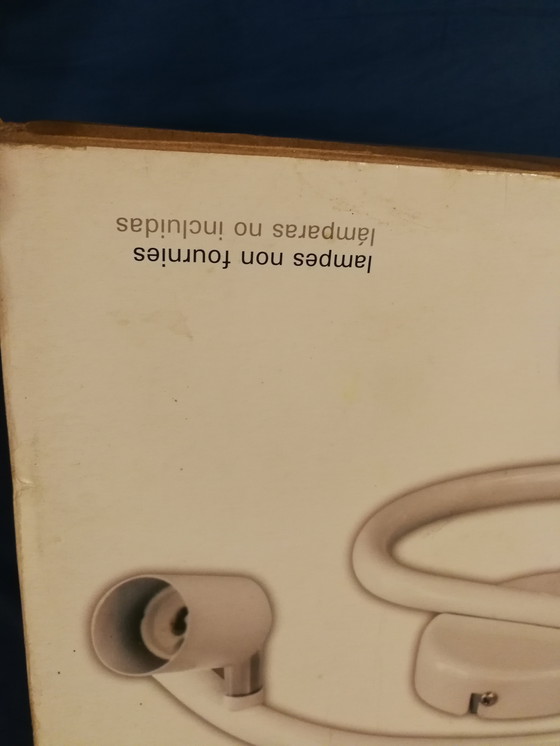 lampes non fournies
lámparas no incluidas